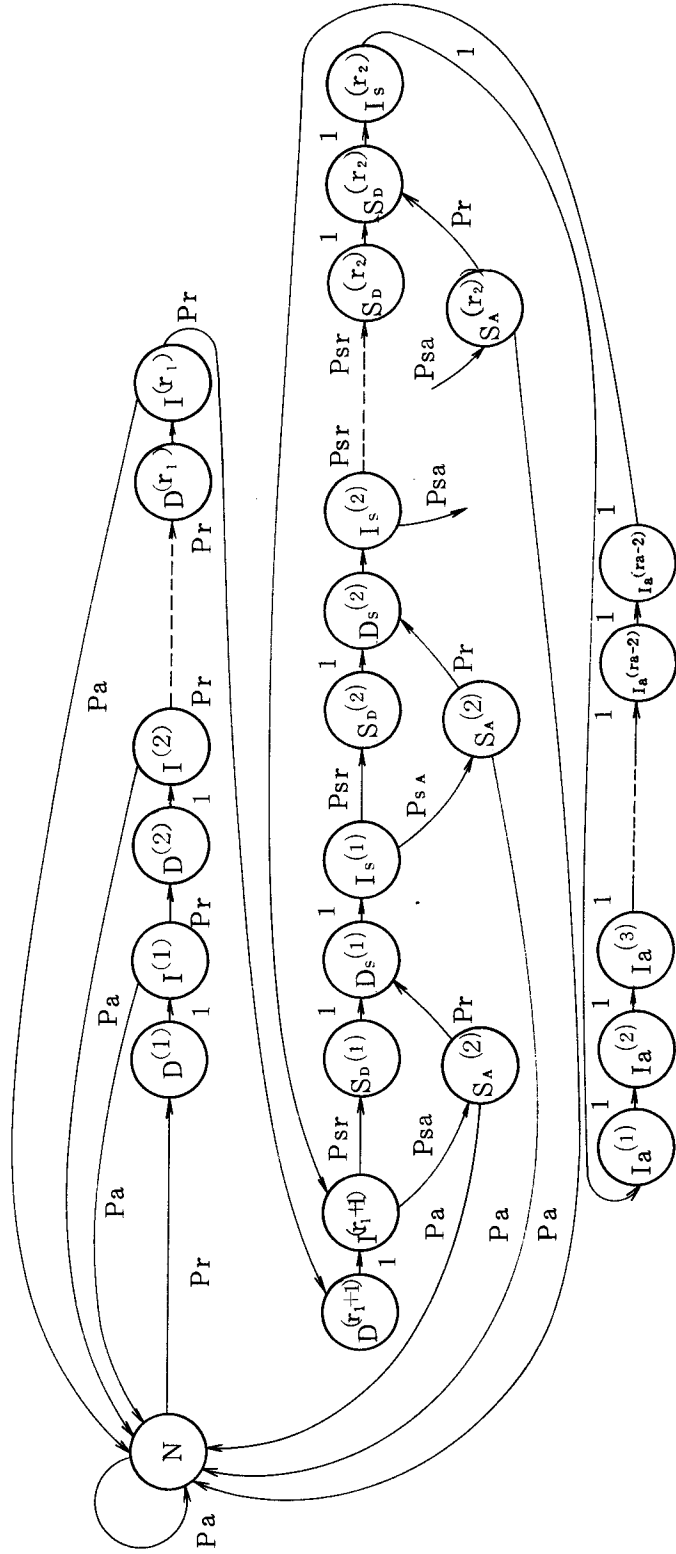 Pa
N
Pr
Pa
Pa
Pa
D(1)
1
I(1)
Pr
D(2)
1
I(2)
Pr
Pr
D(r1)
I(r1)
Pr
D(r1+1)
1
I(r1+1)
Psr
Psa
SD(1)
1
Ds(1)
1
Is(1)
SA(2)
Pr
Pa
Psr
PsA
SD(2)
1
Ds(2)
Is(2)
SA(2)
Pr
Pa
Psr
Psa
Psr
Psa
SD(r2)
1
SD(r2)
1
Is(r2)
SA(r2)
Pr
Pa
1
Ia(1)
1
Ia(2)
1
Ia(3)
1
1
Ia(ra-2)
1
Ia(ra-2)
1